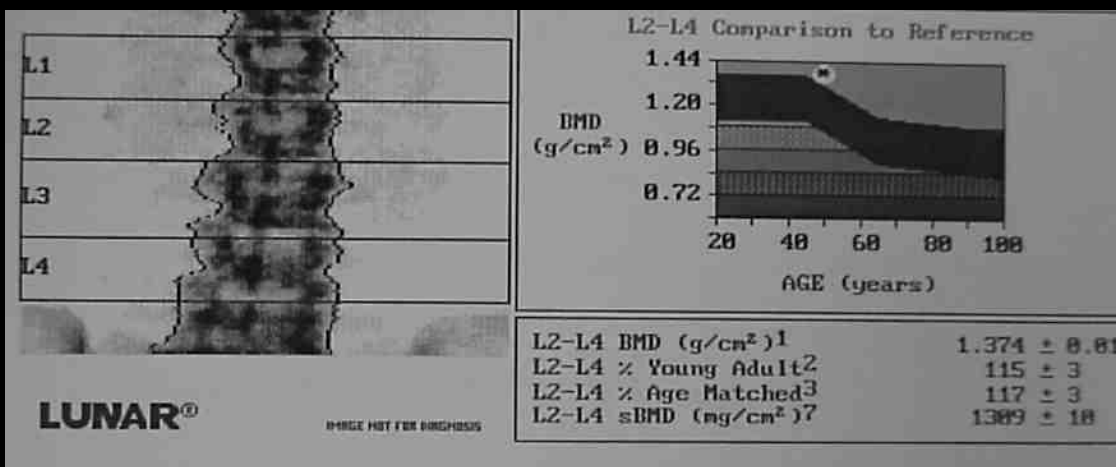 L1
L2
L3
L4
LUNAR®
IMAGE NOT FOR DIAGNOSIS
L2-L4 Comparison to Reference
BMD
(g/cm²)
1.44
1.20
0.96
0.72
20 40 60 80 100
AGE (years)
L2-L4 BMD (g/cm²)1 1.374 ± 0.01
L2-L4 % Young Adult2 115 ± 3
L2-L4 % Age Matched3 117 ± 3
L2-L4 sBMD (mg/cm²)7 1309 ± 10